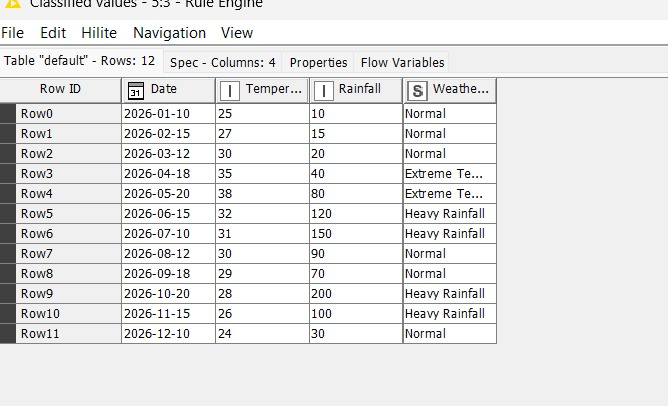 Classified values - 5:3 - Rule Engine
File Edit Hilite Navigation View
Table "default" - Rows: 12 Spec - Columns: 4 Properties Flow Variables
Row ID 31 Date I Temper... I Rainfall S Weathe...
Row0 2026-01-10 25 10 Normal
Row1 2026-02-15 27 15 Normal
Row2 2026-03-12 30 20 Normal
Row3 2026-04-18 35 40 Extreme Te...
Row4 2026-05-20 38 80 Extreme Te...
Row5 2026-06-15 32 120 Heavy Rainfall
Row6 2026-07-10 31 150 Heavy Rainfall
Row7 2026-08-12 30 90 Normal
Row8 2026-09-18 29 70 Normal
Row9 2026-10-20 28 200 Heavy Rainfall
Row10 2026-11-15 26 100 Heavy Rainfall
Row11 2026-12-10 24 30 Normal